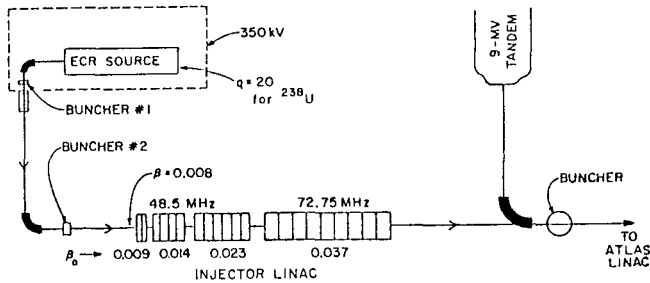 350 kV
ECR SOURCE
q = 20
for ²³⁸U
BUNCHER #1
BUNCHER #2
β = 0.008
48.5 MHz
72.75 MHz
β₀ → 0.009 0.014 0.023 0.037
INJECTOR LINAC
9-MV
TANDEM
BUNCHER
TO
ATLAS
LINAC